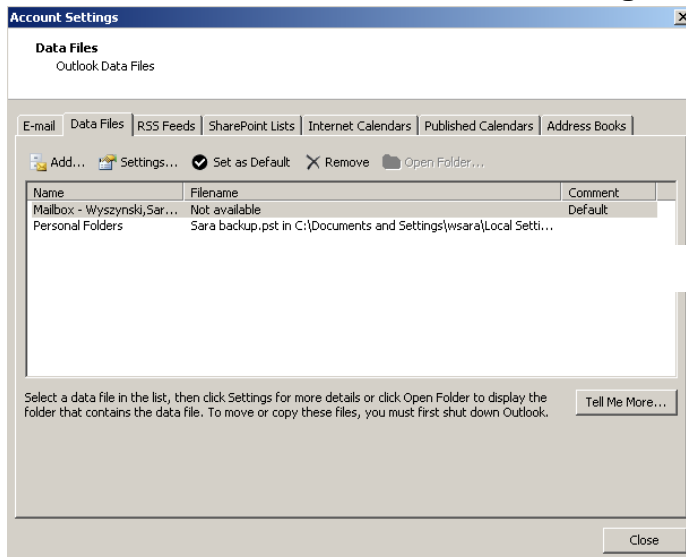 Account Settings
Data Files
Outlook Data Files
E-mail Data Files RSS Feeds SharePoint Lists Internet Calendars Published Calendars Address Books
Add... Settings... Set as Default Remove Open Folder...
Name Filename Comment
Mailbox - Wyszynski,Sar... Not available Default
Personal Folders Sara backup.pst in C:\Documents and Settings\wsara\Local Setti...
Select a data file in the list, then click Settings for more details or click Open Folder to display the
folder that contains the data file. To move or copy these files, you must first shut down Outlook.
Tell Me More...
Close